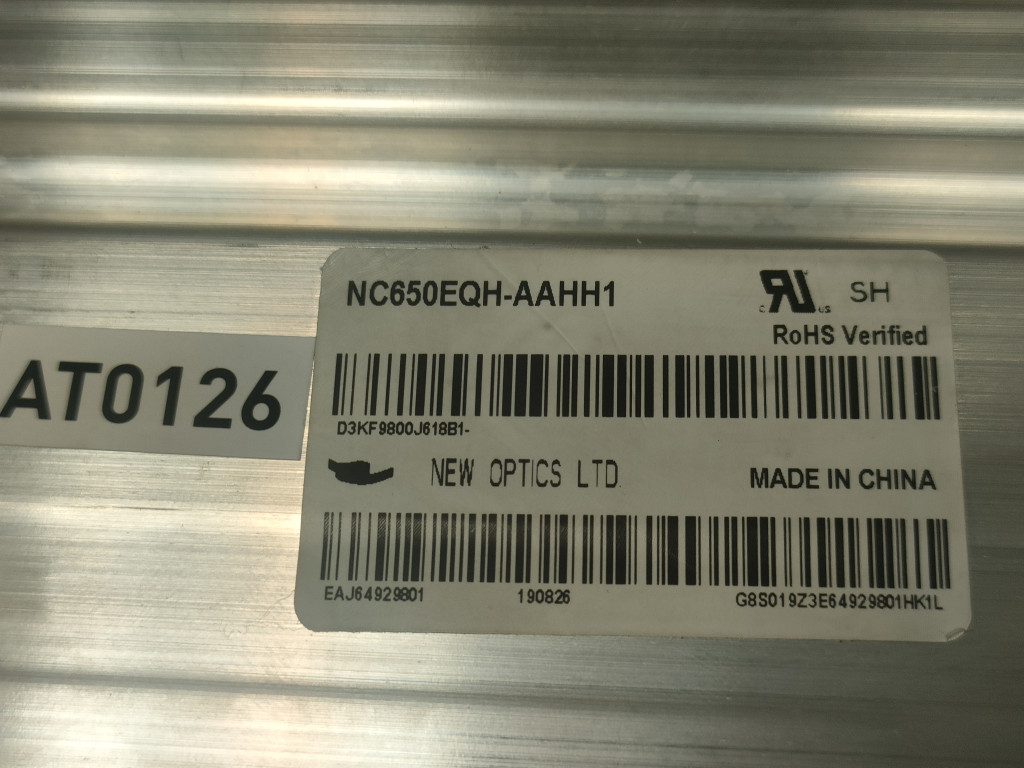 NC650EQH-AAHH1
SH
RoHS Verified
AT0126
D3KF9800J618B1-
NEW OPTICS LTD.
MADE IN CHINA
EAJ64929801 190826 G8S019Z3E64929801HK1L